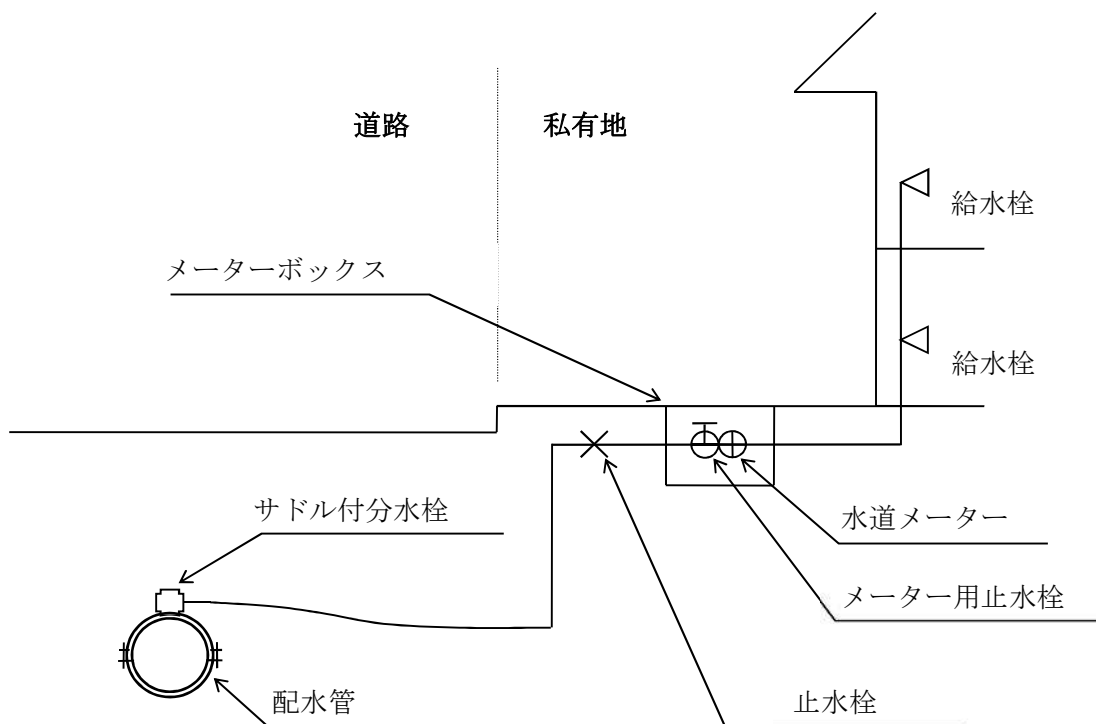 道路
私有地
給水栓
メーターボックス
給水栓
サドル付分水栓
水道メーター
メーター用止水栓
配水管
止水栓